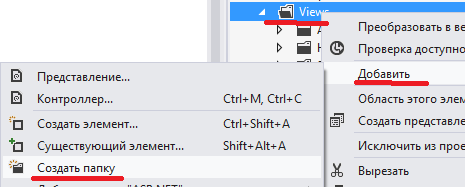 Views
A
Преобразовать в ве
Проверка доступно
Добавить
Область этого элем
Создать представле
Исключить из прое
Вырезать
Представление...
Контроллер... Ctrl+M, Ctrl+C
Создать элемент... Ctrl+Shift+A
Существующий элемент... Shift+Alt+A
Создать папку